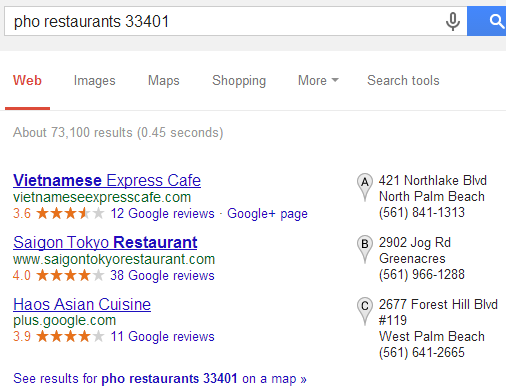 pho restaurants 33401
Web Images Maps Shopping More Search tools
About 73,100 results (0.45 seconds)
Vietnamese Express Cafe
vietnameseexpresscafe.com
3.6 12 Google reviews · Google+ page
A 421 Northlake Blvd
North Palm Beach
(561) 841-1313
Saigon Tokyo Restaurant
www.saigontokyorestaurant.com
4.0 38 Google reviews
B 2902 Jog Rd
Greenacres
(561) 966-1288
Haos Asian Cuisine
plus.google.com
3.9 11 Google reviews
C 2677 Forest Hill Blvd
#119
West Palm Beach
(561) 641-2665
See results for pho restaurants 33401 on a map »